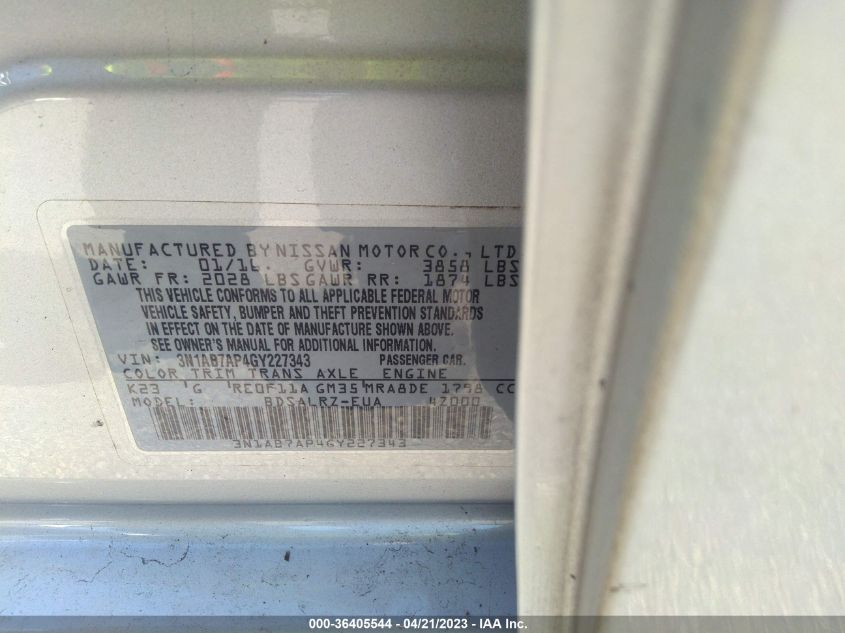 MANUFACTURED BY NISSAN MOTOR CO., LTD
DATE: 01/16. GVWR: 3858 LBS
GAWR FR: 2028 LBS GAWR RR: 1874 LBS
THIS VEHICLE CONFORMS TO ALL APPLICABLE FEDERAL MOTOR
VEHICLE SAFETY, BUMPER AND THEFT PREVENTION STANDARDS
IN EFFECT ON THE DATE OF MANUFACTURE SHOWN ABOVE.
SEE OWNER'S MANUAL FOR ADDITIONAL INFORMATION.
VIN: 3N1AB7AP4GY227343 PASSENGER CAR.
COLOR TRIM TRANS AXLE ENGINE
K23 'G 'RE0F11A GM35'MRA8DE 1798 CC
MODEL: BDSALRZ-EUA 42000
3N1AB7AP4GY227343
000-36405544 - 04/21/2023 - IAA Inc.